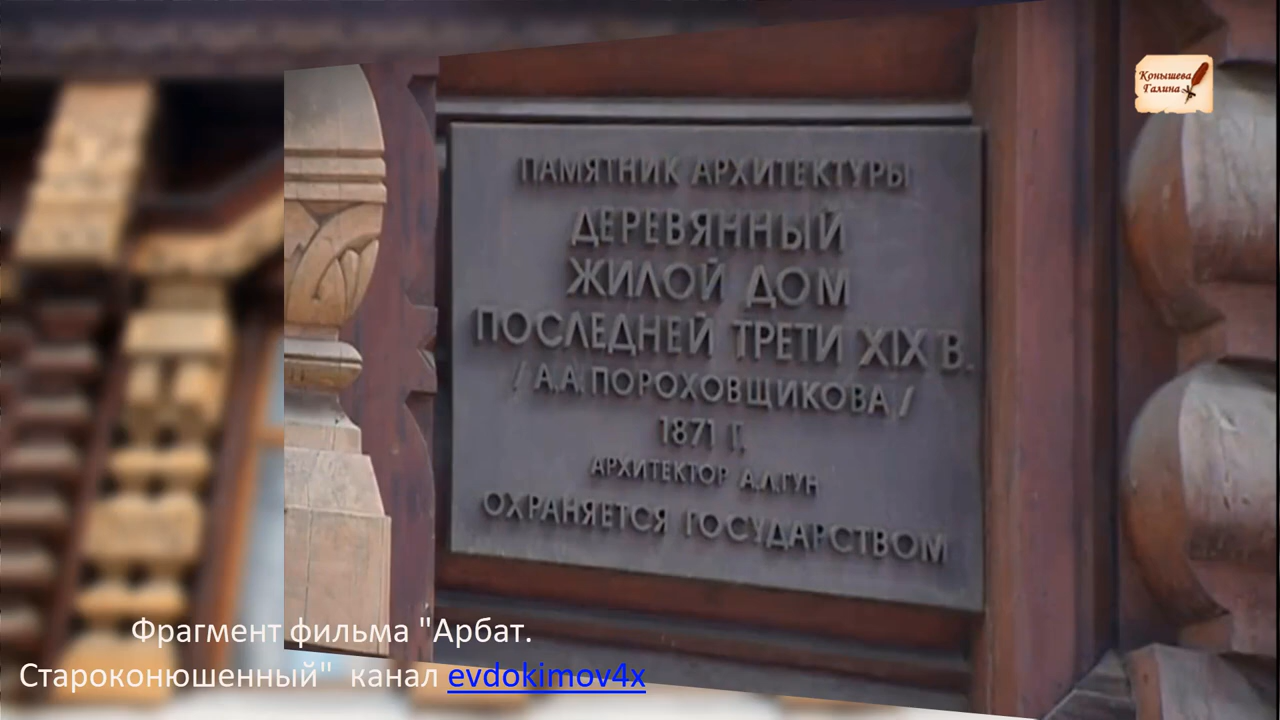 Конышева
Галина
ПАМЯТНИК АРХИТЕКТУРЫ
ДЕРЕВЯННЫЙ
ЖИЛОЙ ДОМ
ПОСЛЕДНЕЙ ТРЕТИ XIX В.
/ А.А. ПОРОХОВЩИКОВА /
1871 Г.
АРХИТЕКТОР А.Л.ГУН
ОХРАНЯЕТСЯ ГОСУДАРСТВОМ
Фрагмент фильма "Арбат.
Староконюшенный" канал evdokimov4x